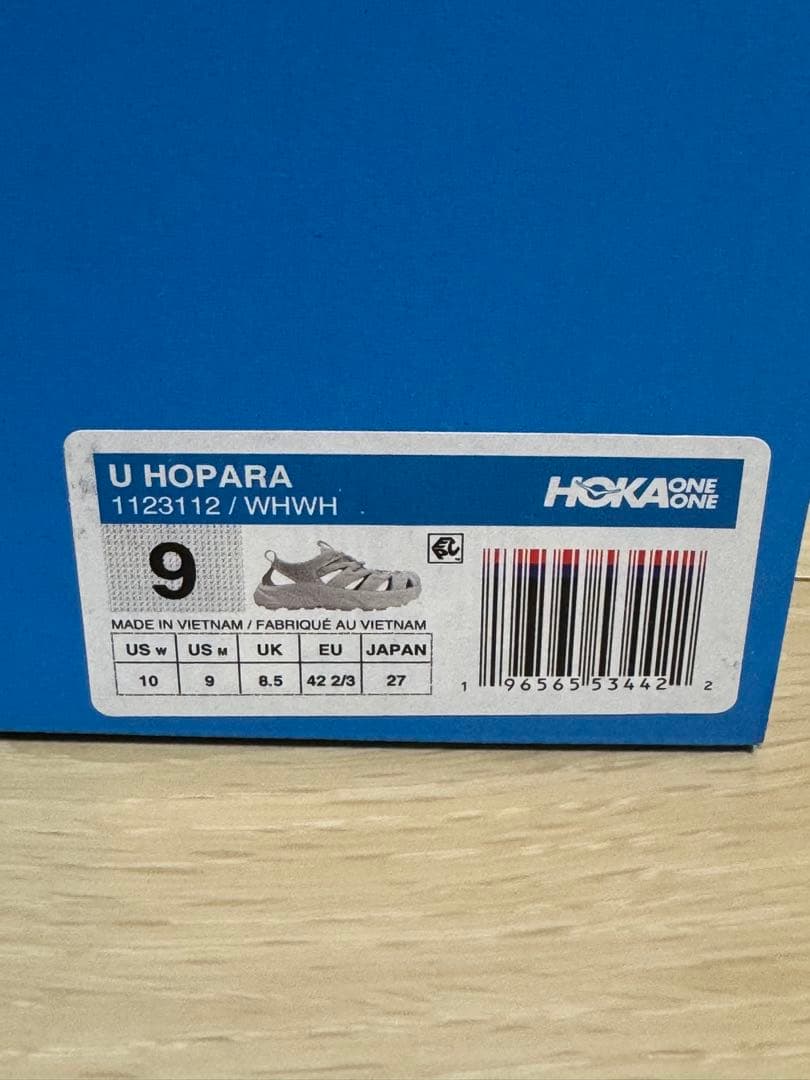 U HOPARA
1123112 / WHWH
HOKA ONE ONE
9
MADE IN VIETNAM / FABRIQUÉ AU VIETNAM
US W US M UK EU JAPAN
10 9 8.5 42 2/3 27
1 96565 53442 2